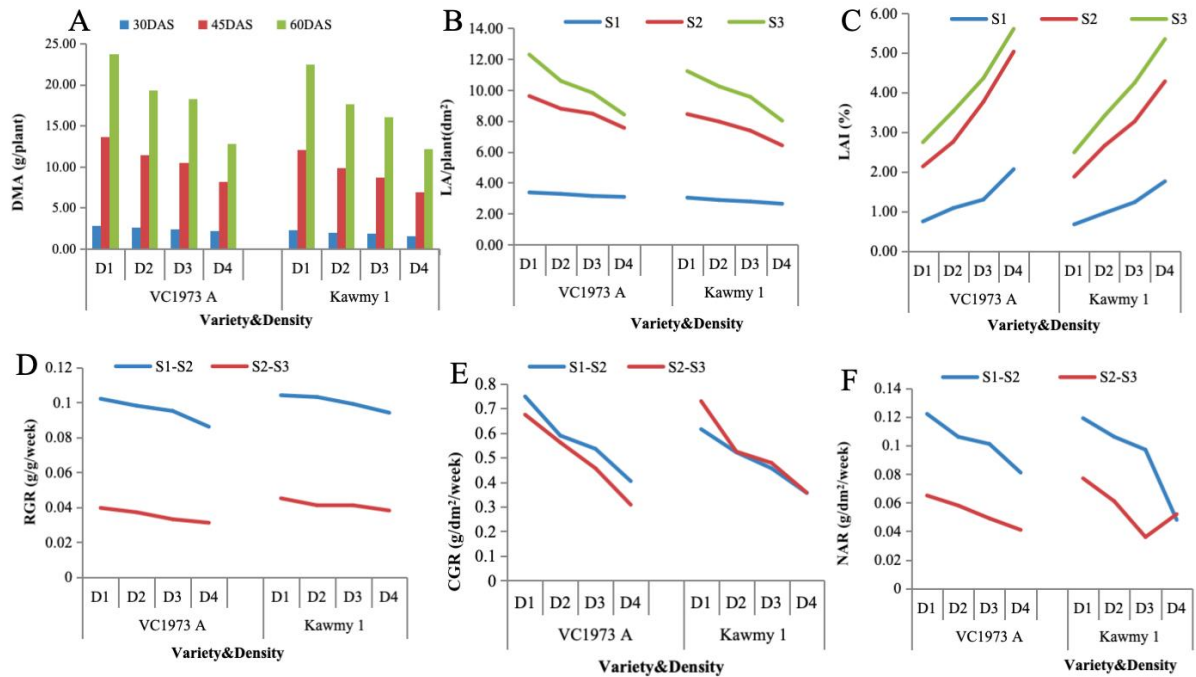 A
30DAS 45DAS 60DAS
DMA (g/plant)
25.00
20.00
15.00
10.00
5.00
0.00
D1 D2 D3 D4 D1 D2 D3 D4
VC1973 A Kawmy 1
Variety&Density
B
S1 S2 S3
LA/plant(dm²)
14.00
12.00
10.00
8.00
6.00
4.00
2.00
0.00
D1 D2 D3 D4 D1 D2 D3 D4
VC1973 A Kawmy 1
Variety&Density
C
S1 S2 S3
LAI (%)
6.00
5.00
4.00
3.00
2.00
1.00
0.00
D1 D2 D3 D4 D1 D2 D3 D4
VC1973 A Kawmy 1
Variety&Density
D
S1-S2 S2-S3
RGR (g/g/week)
0.12
0.1
0.08
0.06
0.04
0.02
0
D1 D2 D3 D4 D1 D2 D3 D4
VC1973 A Kawmy 1
Variety&Density
E
S1-S2 S2-S3
CGR (g/dm²/week)
0.8
0.7
0.6
0.5
0.4
0.3
0.2
0.1
0
D1 D2 D3 D4 D1 D2 D3 D4
VC1973 A Kawmy 1
Variety&Density
F
S1-S2 S2-S3
NAR (g/dm²/week)
0.14
0.12
0.1
0.08
0.06
0.04
0.02
0
D1 D2 D3 D4 D1 D2 D3 D4
VC1973 A Kawmy 1
Variety&Density